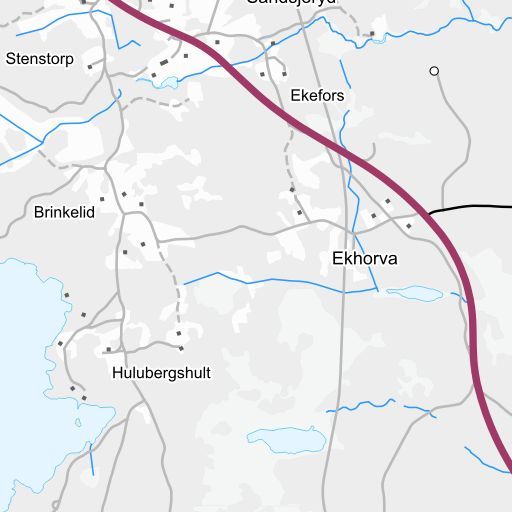 Stenstorp
Ekefors
Brinkelid
Ekhorva
Hulubergshult